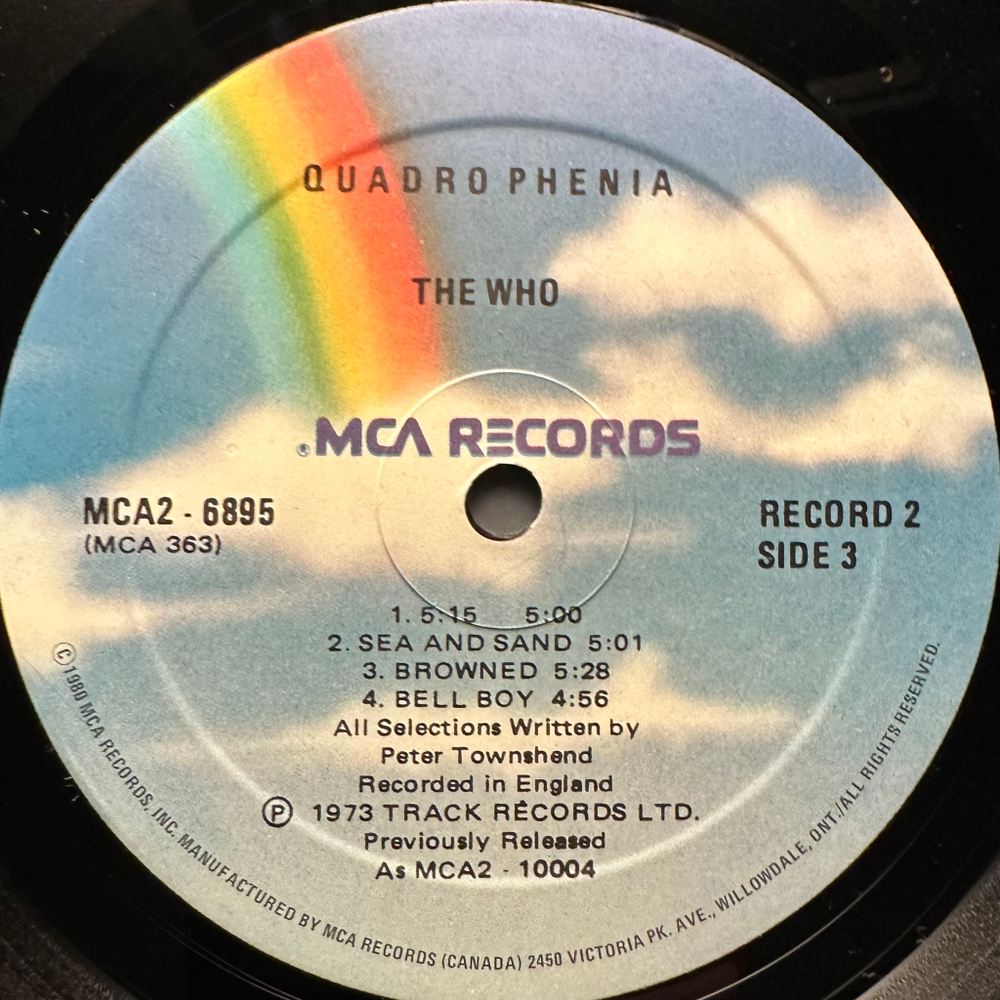 QUADROPHENIA
THE WHO
®MCA RECORDS
MCA2 - 6895
(MCA 363)
RECORD 2
SIDE 3
1. 5:15 5:00
2. SEA AND SAND 5:01
3. BROWNED 5:28
4. BELL BOY 4:56
All Selections Written by
Peter Townshend
Recorded in England
Ⓟ 1973 TRACK RECORDS LTD.
Previously Released
As MCA2 - 10004
©1980 MCA RECORDS, INC. MANUFACTURED BY MCA RECORDS (CANADA) 2450 VICTORIA PK. AVE., WILLOWDALE, ONT./ALL RIGHTS RESERVED.